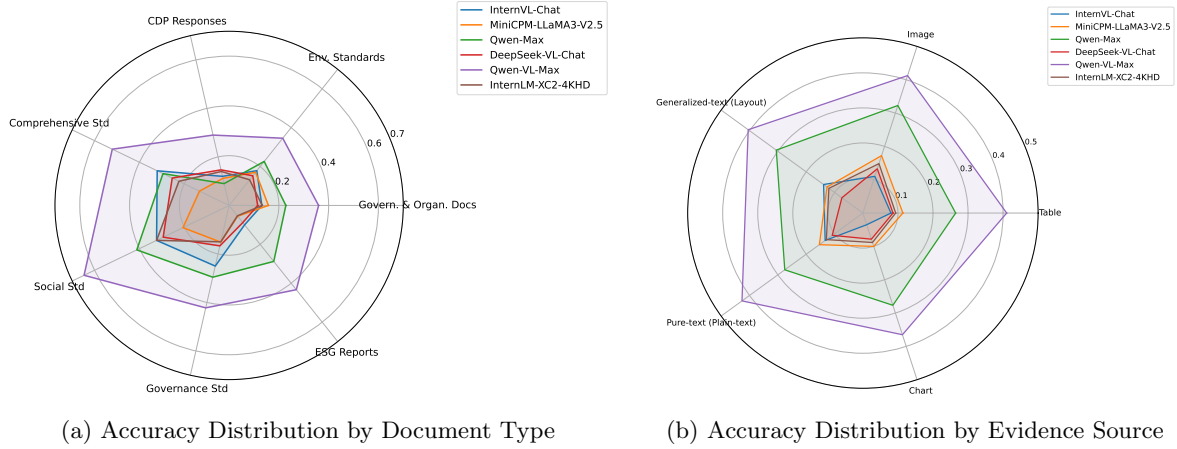 InternVL-Chat
MiniCPM-LLaMA3-V2.5
Qwen-Max
DeepSeek-VL-Chat
Qwen-VL-Max
InternLM-XC2-4KHD
CDP Responses
Env. Standards
Comprehensive Std
0.7
0.6
0.4
0.2
Govern. & Organ. Docs
Social Std
ESG Reports
Governance Std
(a) Accuracy Distribution by Document Type
InternVL-Chat
MiniCPM-LLaMA3-V2.5
Qwen-Max
DeepSeek-VL-Chat
Qwen-VL-Max
InternLM-XC2-4KHD
Image
Generalized-text (Layout)
0.5
0.4
0.3
0.2
0.1
Table
Pure-text (Plain-text)
Chart
(b) Accuracy Distribution by Evidence Source